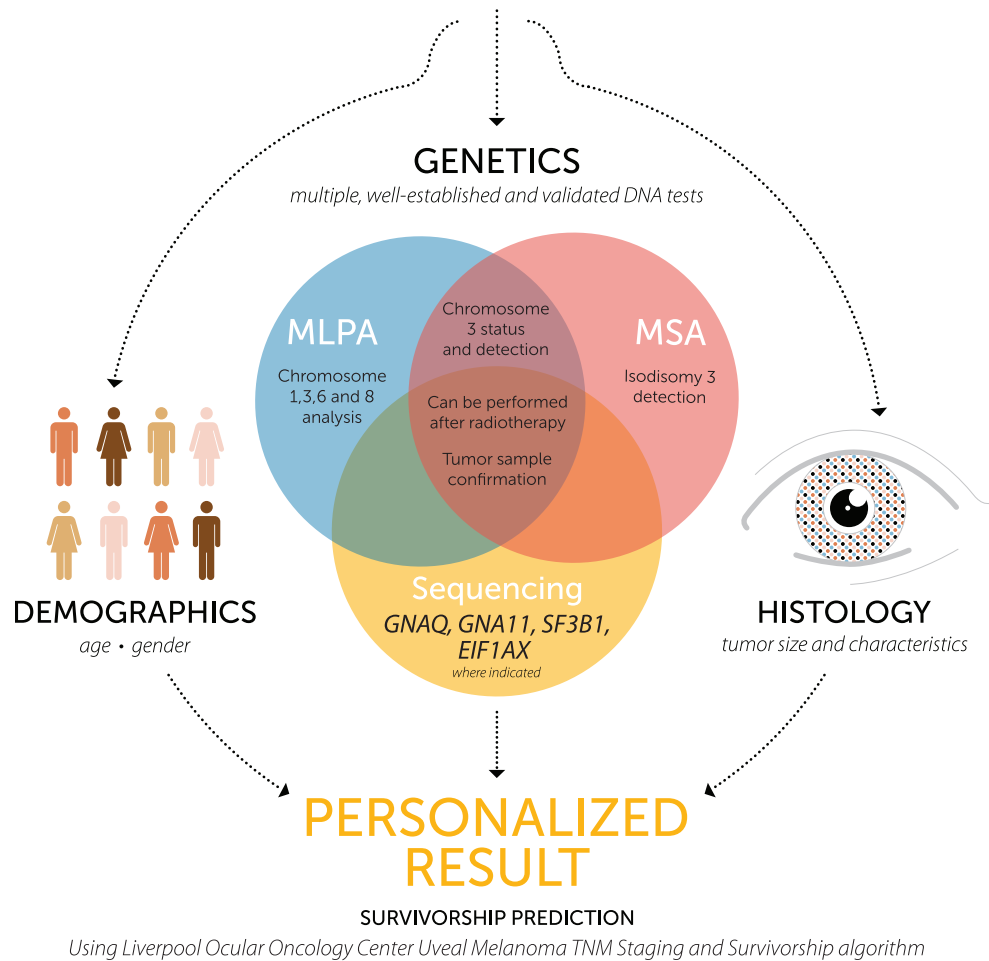 GENETICS
multiple, well-established and validated DNA tests
MLPA
Chromosome
1,3,6 and 8
analysis
Chromosome
3 status
and detection
MSA
Isodisomy 3
detection
Can be performed
after radiotherapy
Tumor sample
confirmation
Sequencing
GNAQ, GNA11, SF3B1,
EIF1AX
where indicated
DEMOGRAPHICS
age • gender
HISTOLOGY
tumor size and characteristics
PERSONALIZED
RESULT
SURVIVORSHIP PREDICTION
Using Liverpool Ocular Oncology Center Uveal Melanoma TNM Staging and Survivorship algorithm